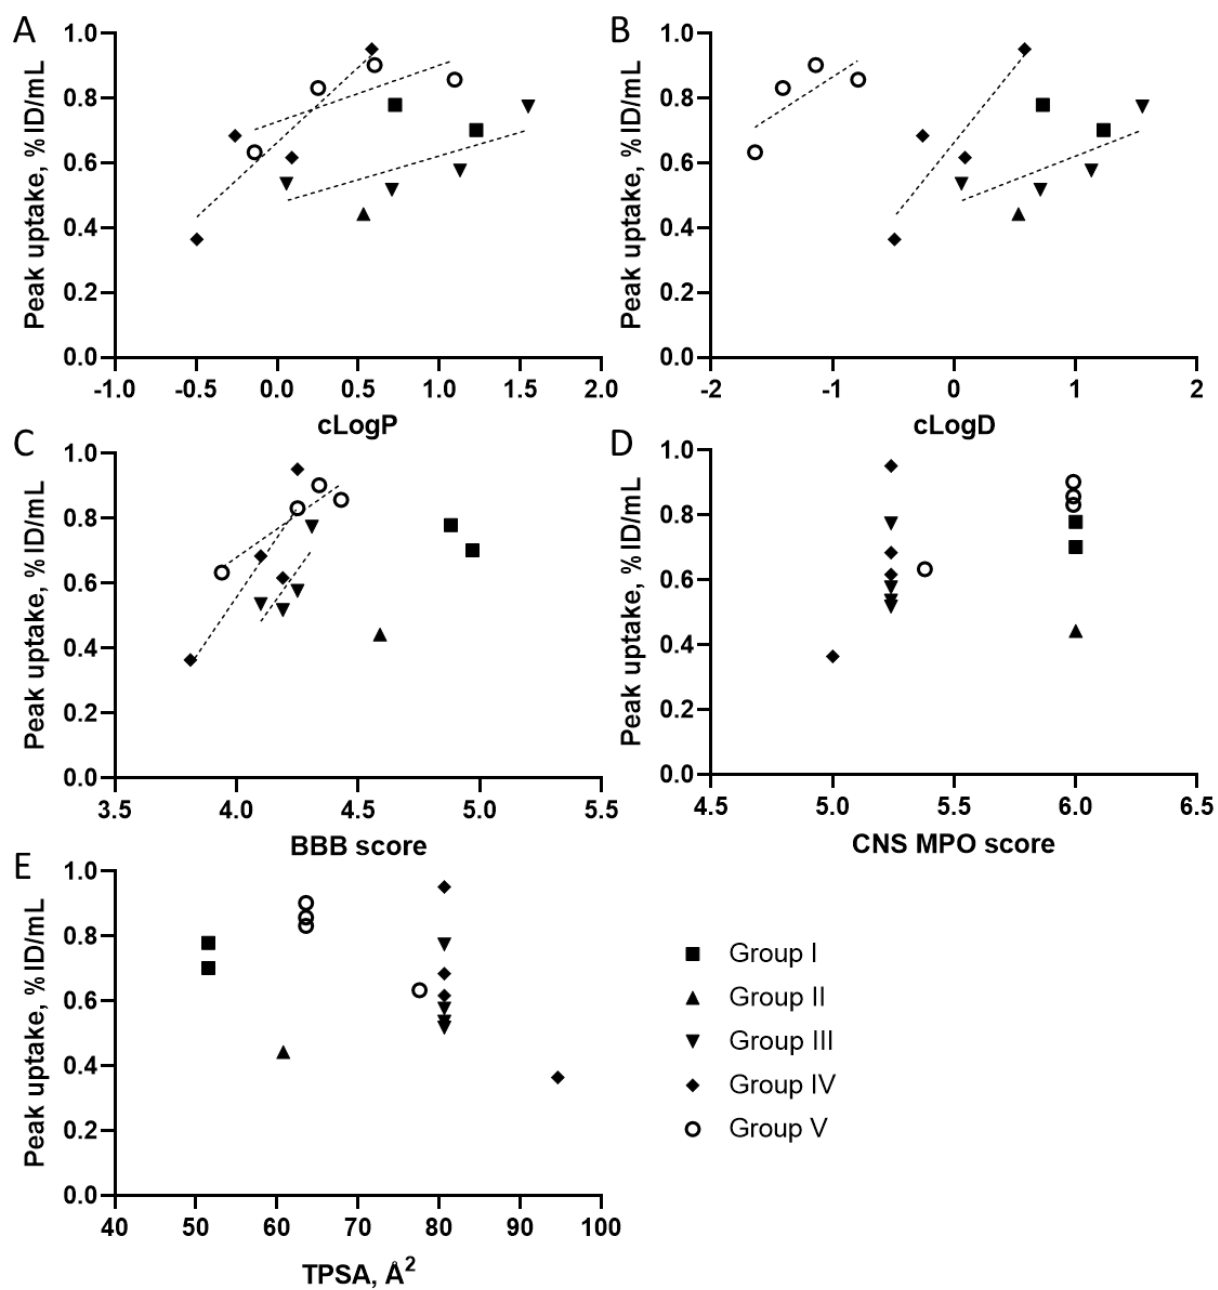 A
Peak uptake, %ID/mL
1.0
0.8
0.6
0.4
0.2
0.0
-1.0 -0.5 0.0 0.5 1.0 1.5 2.0
cLogP
B
Peak uptake, %ID/mL
1.0
0.8
0.6
0.4
0.2
0.0
-2 -1 0 1 2
cLogD
C
Peak uptake, %ID/mL
1.0
0.8
0.6
0.4
0.2
0.0
3.5 4.0 4.5 5.0 5.5
BBB score
D
Peak uptake, %ID/mL
1.0
0.8
0.6
0.4
0.2
0.0
4.5 5.0 5.5 6.0 6.5
CNS MPO score
E
Peak uptake, %ID/mL
1.0
0.8
0.6
0.4
0.2
0.0
40 50 60 70 80 90 100
TPSA, Å²
Group I
Group II
Group III
Group IV
Group V